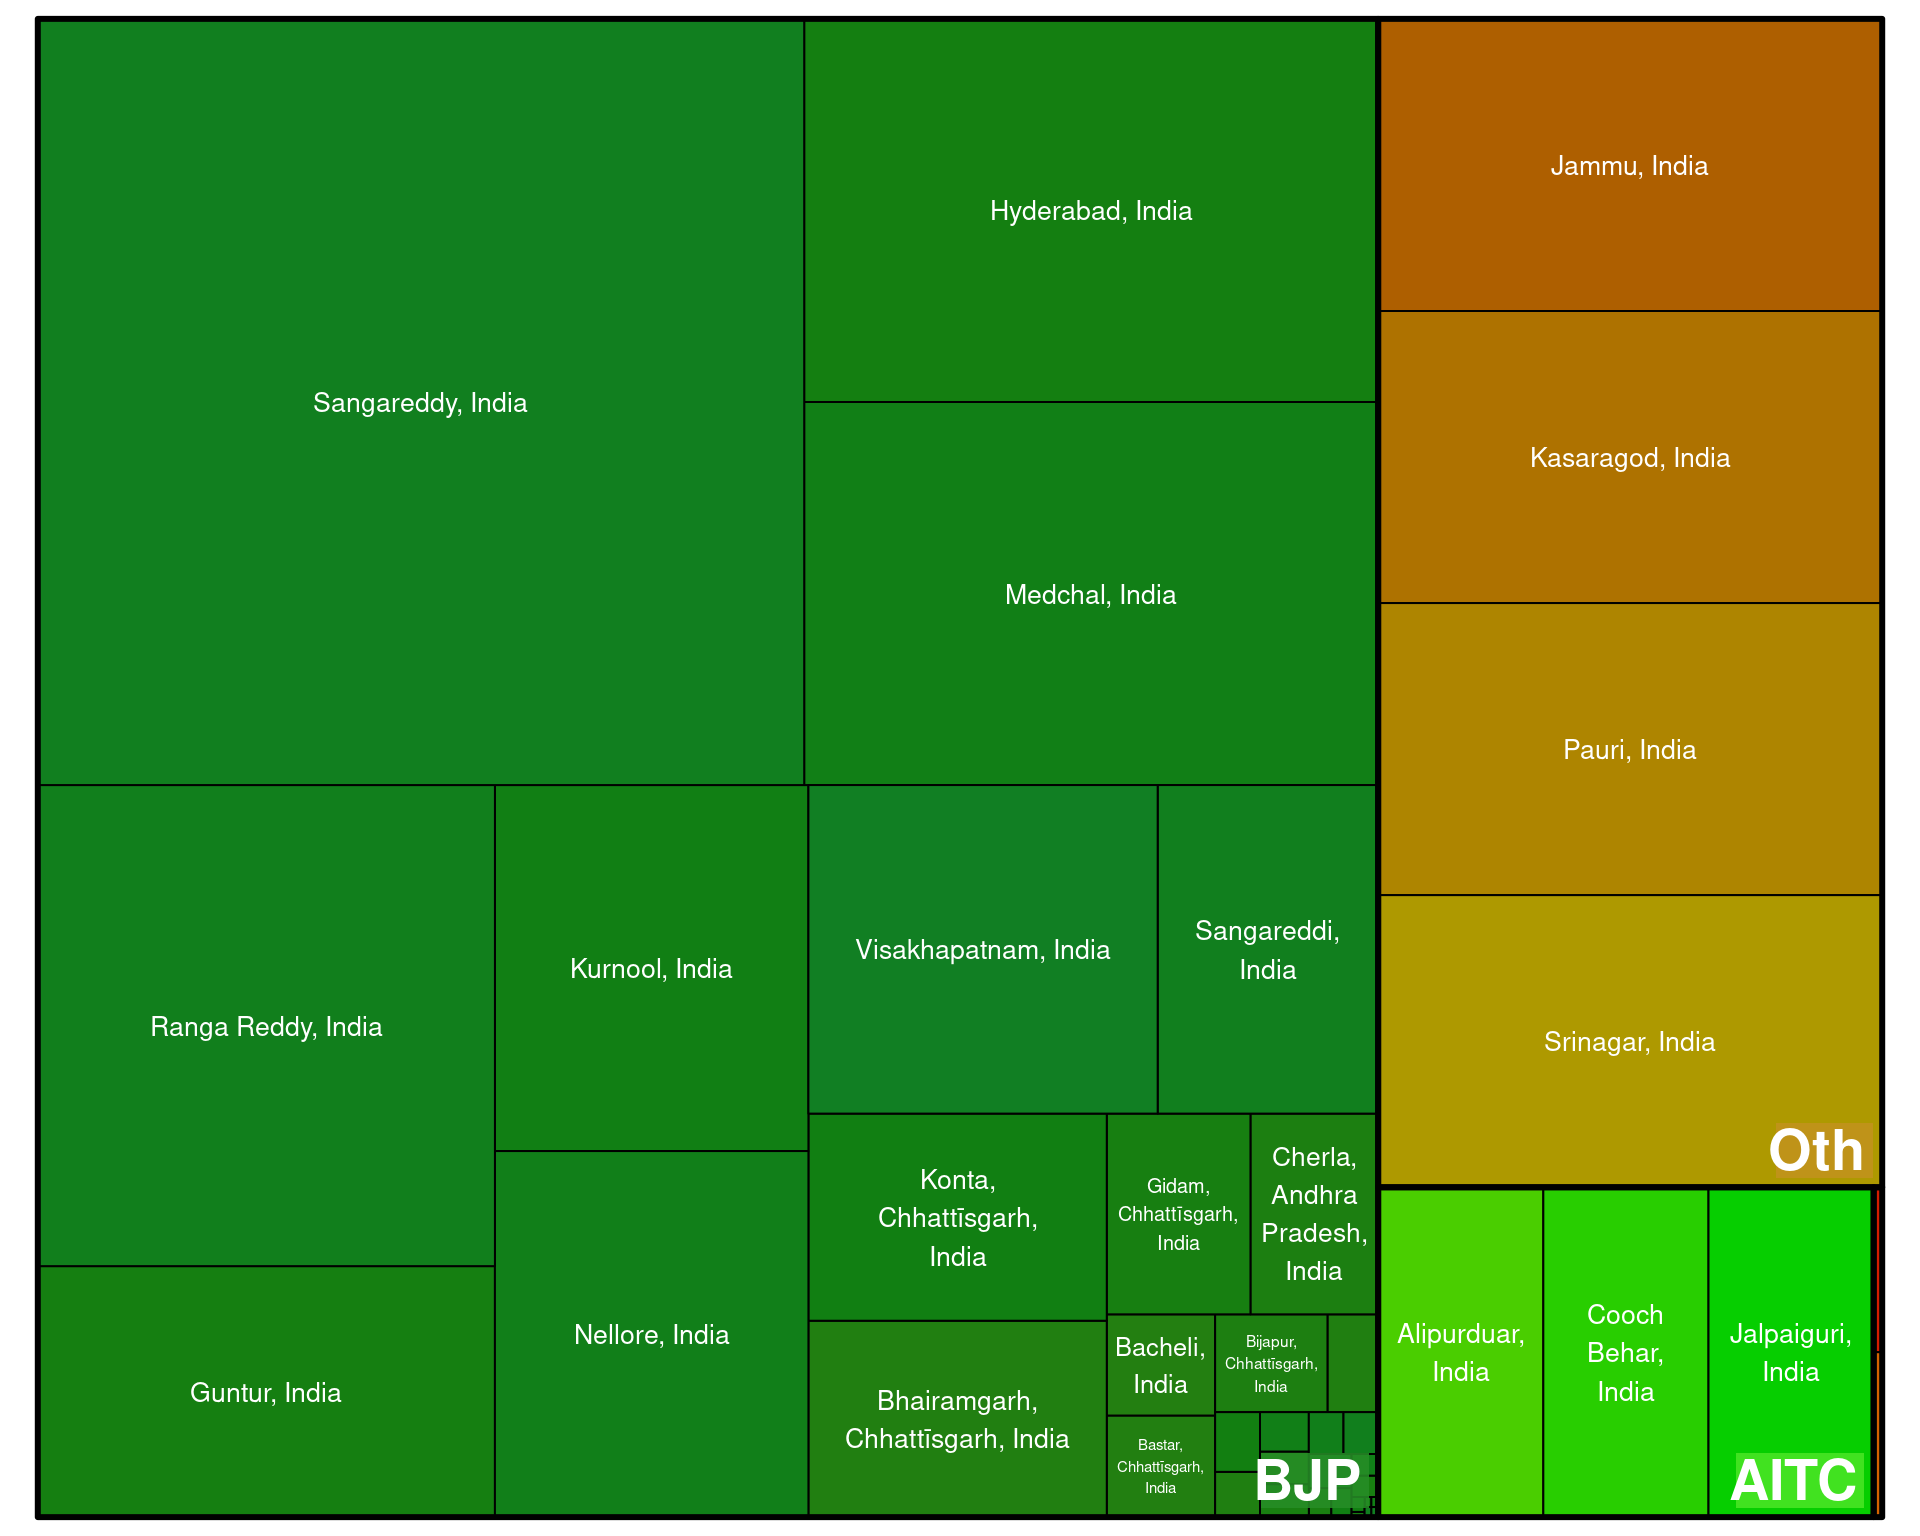 Sangareddy, India
Hyderabad, India
Medchal, India
Ranga Reddy, India
Guntur, India
Kurnool, India
Nellore, India
Visakhapatnam, India
Sangareddi,
India
Konta,
Chhattīsgarh,
India
Bhairamgarh,
Chhattīsgarh, India
Gidam,
Chhattīsgarh,
India
Cherla,
Andhra
Pradesh,
India
Bacheli,
India
Bastar,
Chhattīsgarh,
India
Bijapur,
Chhattīsgarh,
India
BJP
Jammu, India
Kasaragod, India
Pauri, India
Srinagar, India
Oth
Alipurduar,
India
Cooch
Behar,
India
Jalpaiguri,
India
AITC